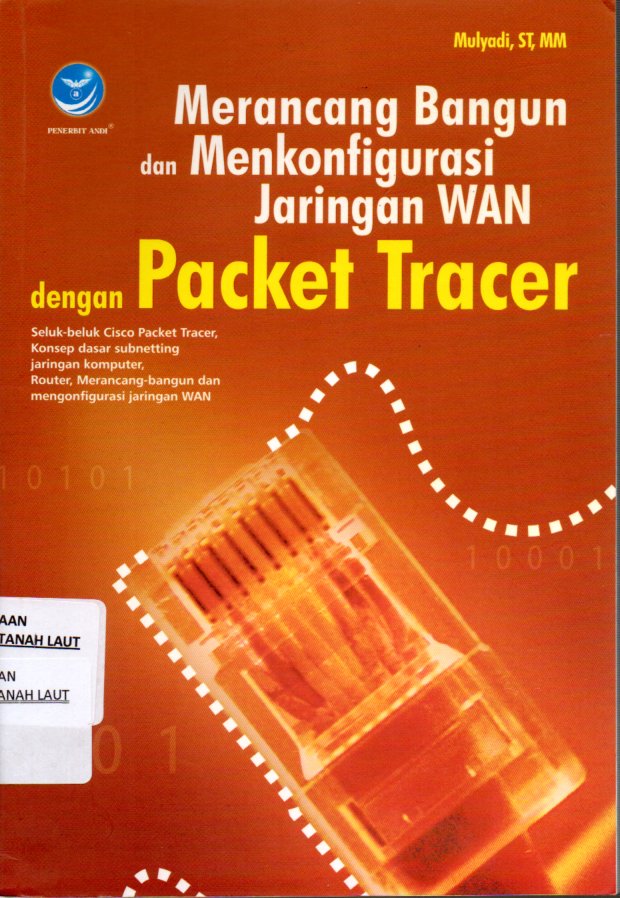 Mulyadi, ST, MM
PENERBIT ANDI®
Merancang Bangun
dan Menkonfigurasi
Jaringan WAN
dengan Packet Tracer
Seluk-beluk Cisco Packet Tracer,
Konsep dasar subnetting
jaringan komputer,
Router, Merancang-bangun dan
mengonfigurasi jaringan WAN
10101
10001
AAN
TANAH LAUT
AN
ANAH LAUT
01